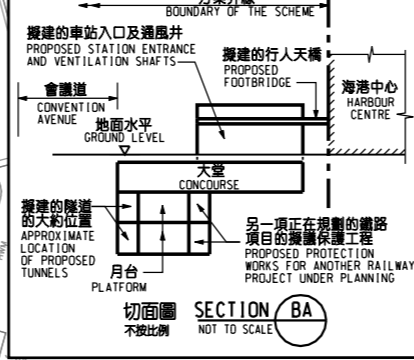 方案界線
BOUNDARY OF THE SCHEME
擬建的車站入口及通風井
PROPOSED STATION ENTRANCE
AND VENTILATION SHAFTS
擬建的行人天橋
PROPOSED
FOOTBRIDGE
會議道
CONVENTION
AVENUE
地面水平
GROUND LEVEL
海港中心
HARBOUR
CENTRE
大堂
CONCOURSE
擬建的隧道
的大約位置
APPROXIMATE
LOCATION
OF PROPOSED
TUNNELS
月台
PLATFORM
另一項正在規劃的鐵路
項目的擬議保護工程
PROPOSED PROTECTION
WORKS FOR ANOTHER RAILWAY
PROJECT UNDER PLANNING
切面圖 SECTION BA
不按比例 NOT TO SCALE